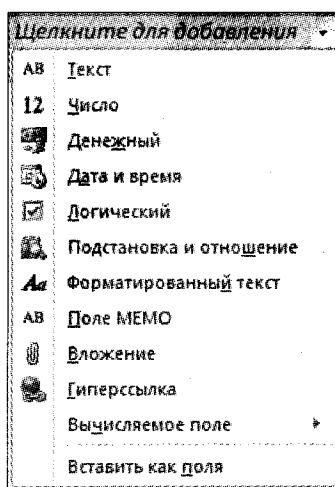 Щелкните для добавления
AB Текст
12 Число
Денежный
Дата и время
Логический
Подстановка и отношение
Aa Форматированный текст
AB Поле МЕМО
Вложение
Гиперссылка
Вычисляемое поле
Вставить как поля